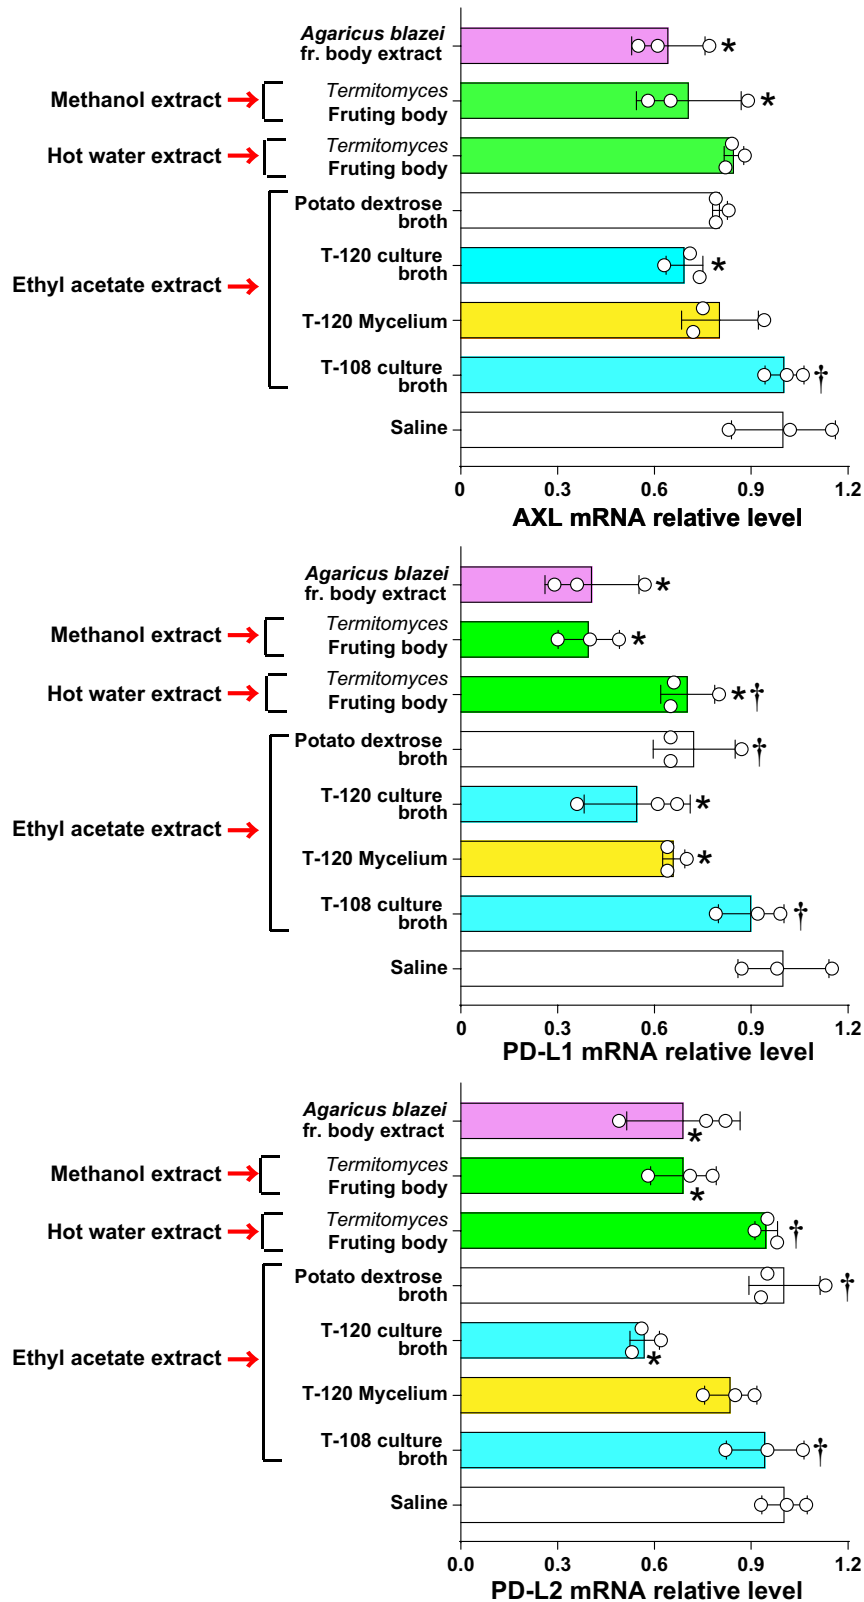 Agaricus blazei
fr. body extract
*
Methanol extract
Termitomyces
Fruting body
*
Hot water extract
Termitomyces
Fruting body
Potato dextrose
broth
Ethyl acetate extract
T-120 culture
broth
*
T-120 Mycelium
T-108 culture
broth
†
Saline
0 0.3 0.6 0.9 1.2
AXL mRNA relative level
Agaricus blazei
fr. body extract
*
Methanol extract
Termitomyces
Fruting body
*
Hot water extract
Termitomyces
Fruting body
*†
Potato dextrose
broth
†
Ethyl acetate extract
T-120 culture
broth
*
T-120 Mycelium
*
T-108 culture
broth
†
Saline
0 0.3 0.6 0.9 1.2
PD-L1 mRNA relative level
Agaricus blazei
fr. body extract
*
Methanol extract
Termitomyces
Fruting body
*
Hot water extract
Termitomyces
Fruting body
†
Potato dextrose
broth
†
Ethyl acetate extract
T-120 culture
broth
*
T-120 Mycelium
T-108 culture
broth
†
Saline
0.0 0.3 0.6 0.9 1.2
PD-L2 mRNA relative level